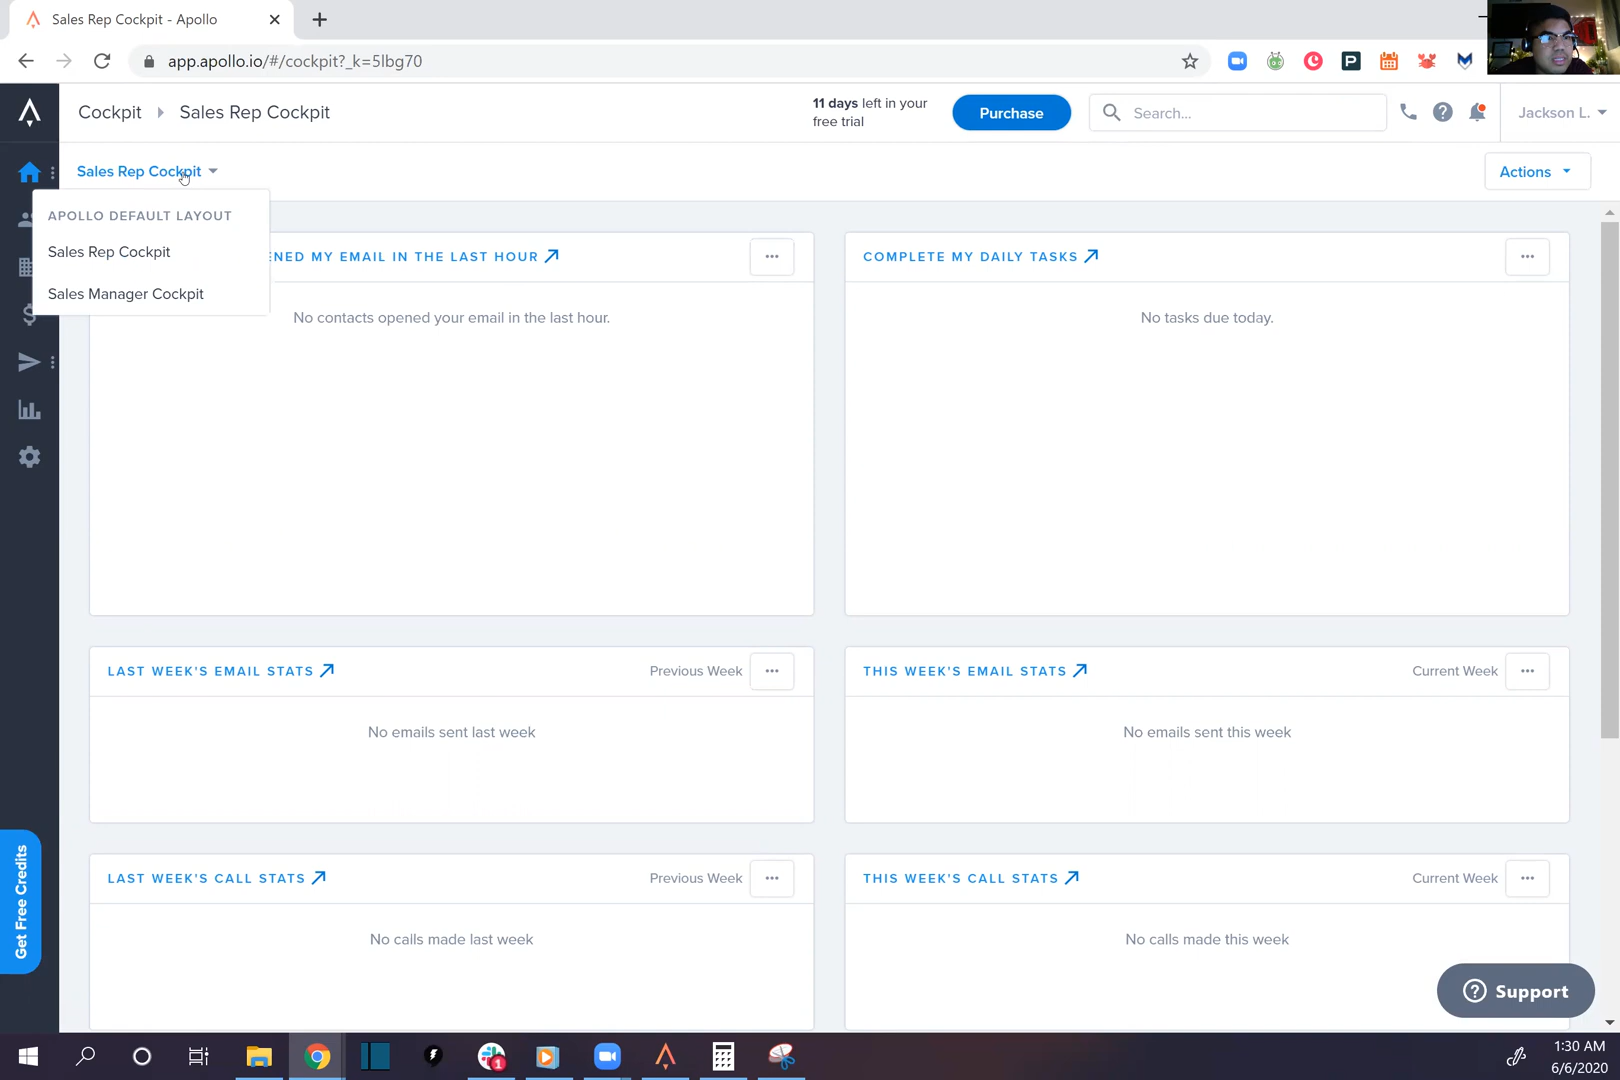 Sales Rep Cockpit - Apollo
app.apollo.io/#/cockpit?_k=5lbg70
Cockpit
Sales Rep Cockpit
11 days left in your
free trial
Purchase
Search...
Jackson L.
Sales Rep Cockpit
Actions
APOLLO DEFAULT LAYOUT
Sales Rep Cockpit
Sales Manager Cockpit
ENED MY EMAIL IN THE LAST HOUR
...
No contacts opened your email in the last hour.
COMPLETE MY DAILY TASKS
...
No tasks due today.
LAST WEEK'S EMAIL STATS
Previous Week
...
No emails sent last week
THIS WEEK'S EMAIL STATS
Current Week
...
No emails sent this week
LAST WEEK'S CALL STATS
Previous Week
...
No calls made last week
THIS WEEK'S CALL STATS
Current Week
...
No calls made this week
Get Free Credits
Support
P
1
1:30 AM
6/6/2020